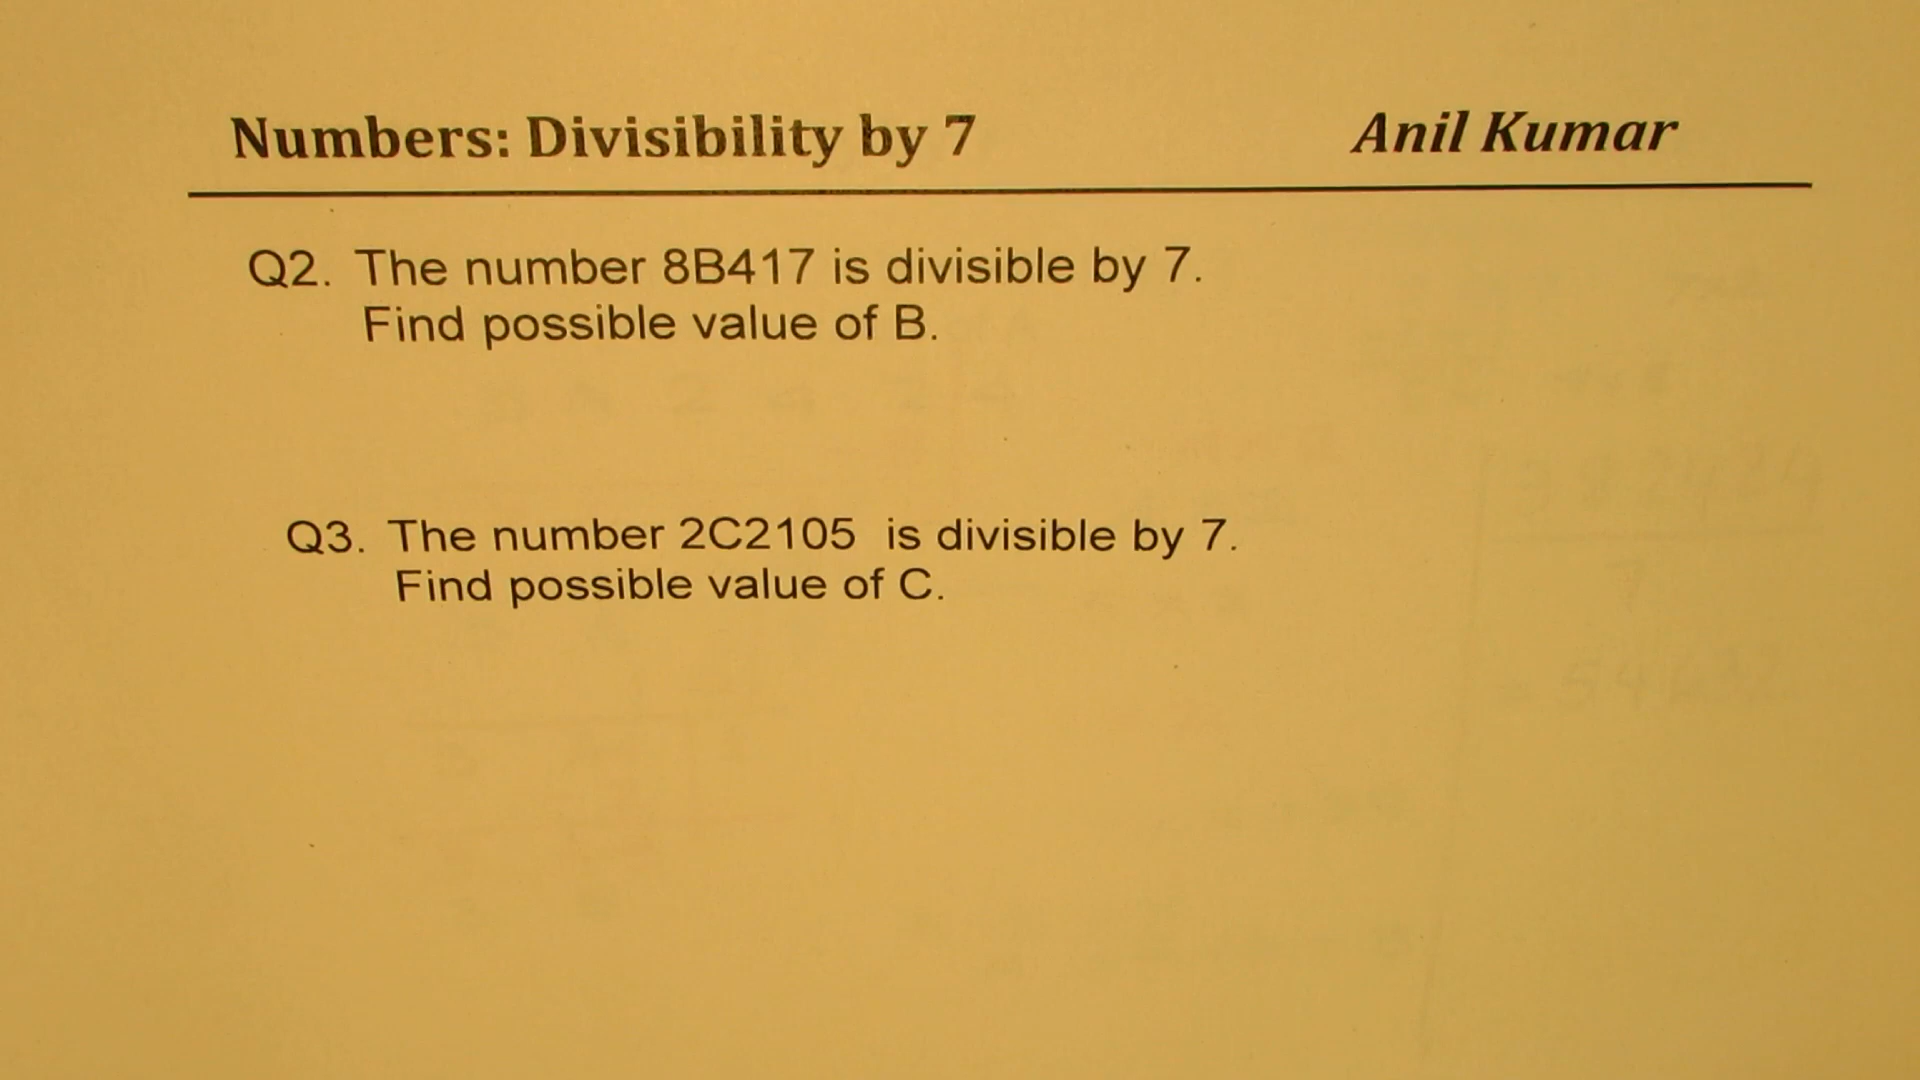 Numbers: Divisibility by 7 Anil Kumar
Q2. The number 8B417 is divisible by 7.
Find possible value of B.
Q3. The number 2C2105 is divisible by 7.
Find possible value of C.